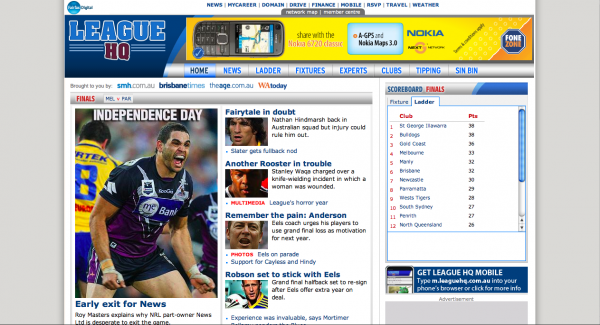 Fairfax Digital
NEWS | MYCAREER | DOMAIN | DRIVE | FINANCE | MOBILE | RSVP | TRAVEL | WEATHER
network map | member centre
LEAGUE HQ
share with the
Nokia 6720 classic
A-GPS and
Nokia Maps 3.0
NOKIA
NEXT NETWORK
Terms & conditions apply
FONE ZONE
HOME NEWS LADDER FIXTURES EXPERTS CLUBS TIPPING SIN BIN
Brought to you by: smh.com.au brisbanetimes theage.com.au WAtoday
FINALS MEL v PAR
INDEPENDENCE DAY
Early exit for News
Roy Masters explains why NRL part-owner News
Ltd is desperate to exit the game.
Fairytale in doubt
Nathan Hindmarsh back in
Australian squad but injury could
rule him out.
Slater gets fullback nod
Another Rooster in trouble
Stanley Waqa charged over a
knife-wielding incident in which a
woman was wounded.
MULTIMEDIA League's horror year
Remember the pain: Anderson
Eels coach urges his players to
use grand final loss as motivation
for next year.
PHOTOS Eels on parade
Support for Cayless and Hindy
Robson set to stick with Eels
Grand final halfback set to re-sign
after Eels offer extra year on
deal.
Experience was invaluable, says Mortimer
SCOREBOARD FINALS
Fixture Ladder
Club Pts
1 St George Illawarra 38
2 Bulldogs 38
3 Gold Coast 36
4 Melbourne 33
5 Manly 32
6 Brisbane 32
7 Newcastle 30
8 Parramatta 29
9 Wests Tigers 28
10 South Sydney 27
11 Penrith 27
12 North Queensland 26
GET LEAGUE HQ MOBILE
Type m.leaguehq.com.au into your
phone's browser or click for more info
Advertisement